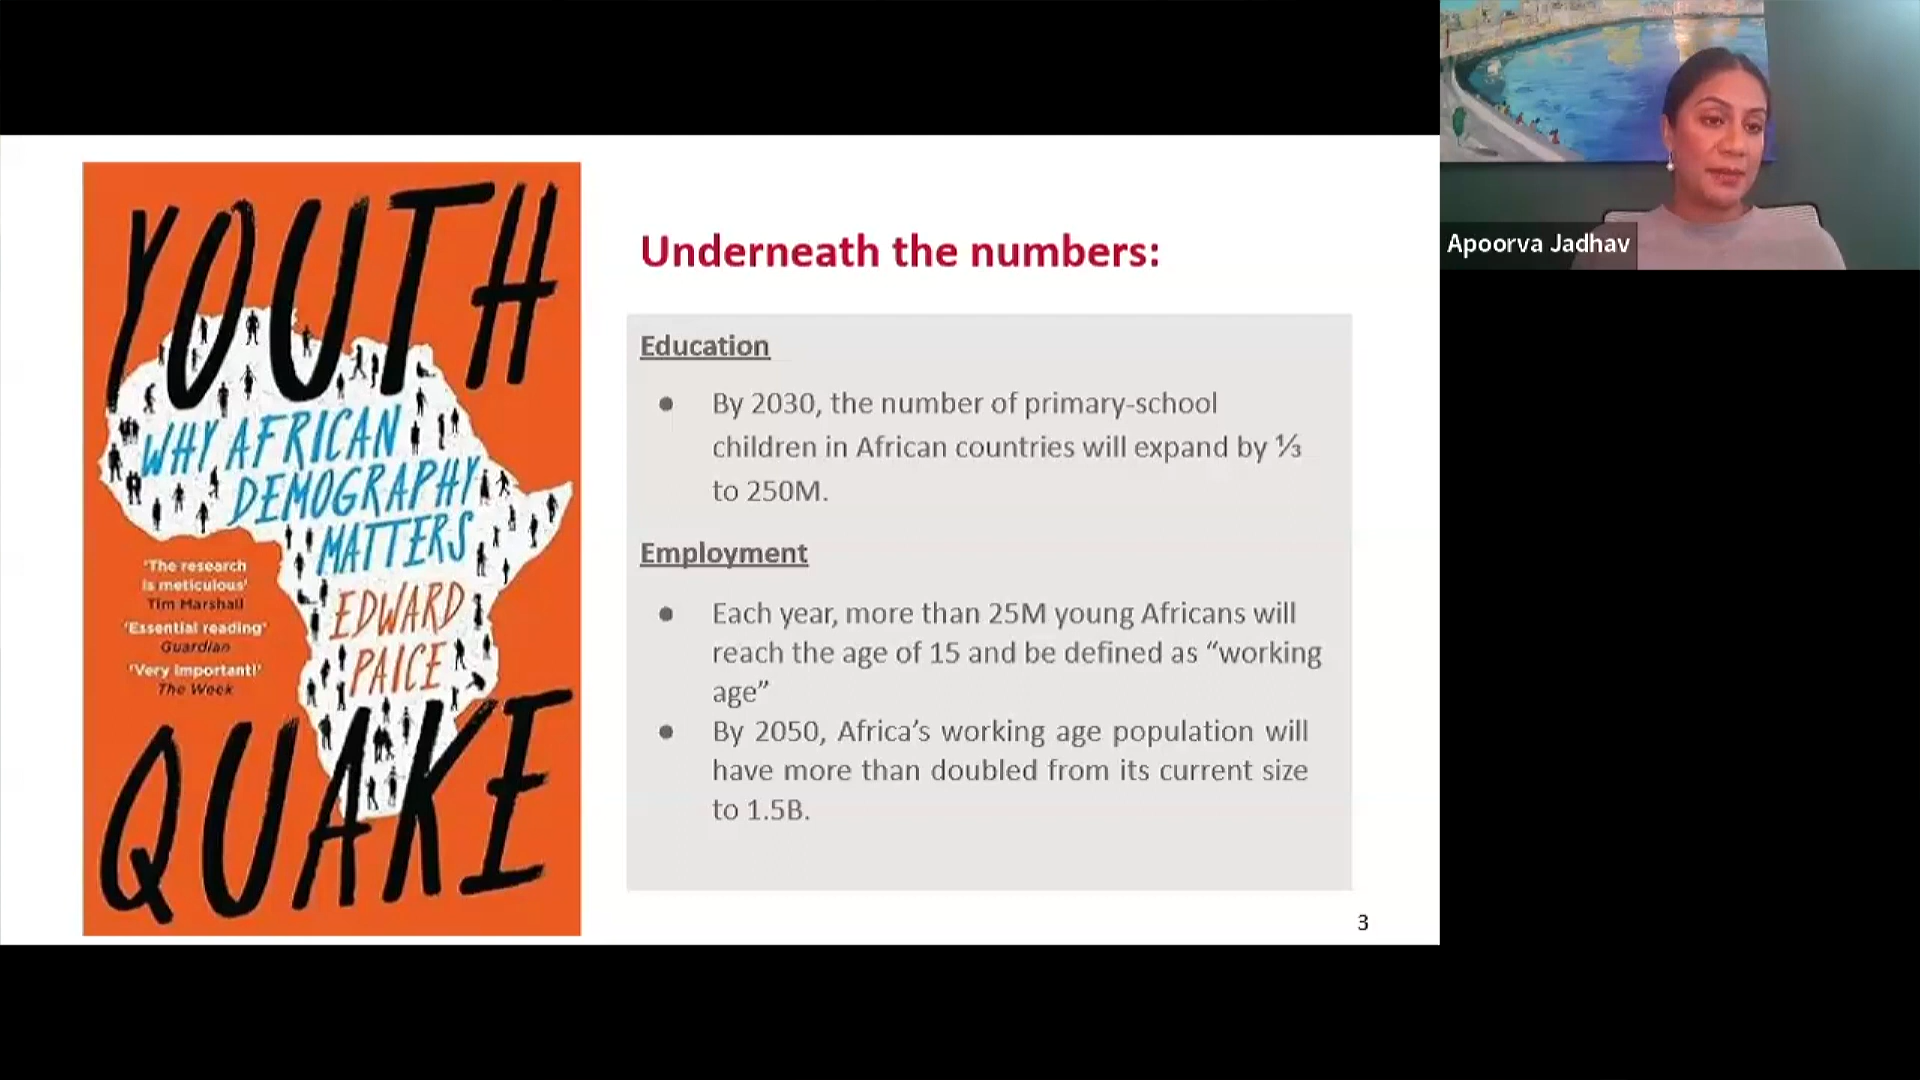 YOUTH
WHY AFRICAN
DEMOGRAPHY
MATTERS
'The research
is meticulous'
Tim Marshall
'Essential reading'
Guardian
'Very important!'
The Week
EDWARD
PAICE
QUAKE
Underneath the numbers:
Education
● By 2030, the number of primary-school
children in African countries will expand by ⅓
to 250M.
Employment
● Each year, more than 25M young Africans will
reach the age of 15 and be defined as “working
age”
● By 2050, Africa’s working age population will
have more than doubled from its current size
to 1.5B.
3
Apoorva Jadhav